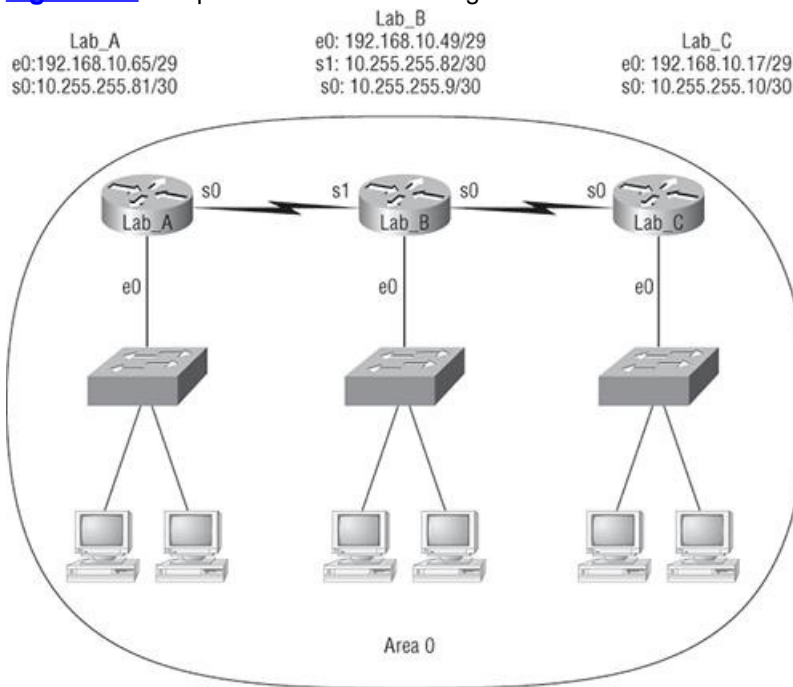 Lab_A
e0:192.168.10.65/29
s0:10.255.255.81/30
Lab_B
e0: 192.168.10.49/29
s1: 10.255.255.82/30
s0: 10.255.255.9/30
Lab_C
e0: 192.168.10.17/29
s0: 10.255.255.10/30
s0
s1
s0
s0
Lab_A
Lab_B
Lab_C
e0
e0
e0
Area 0